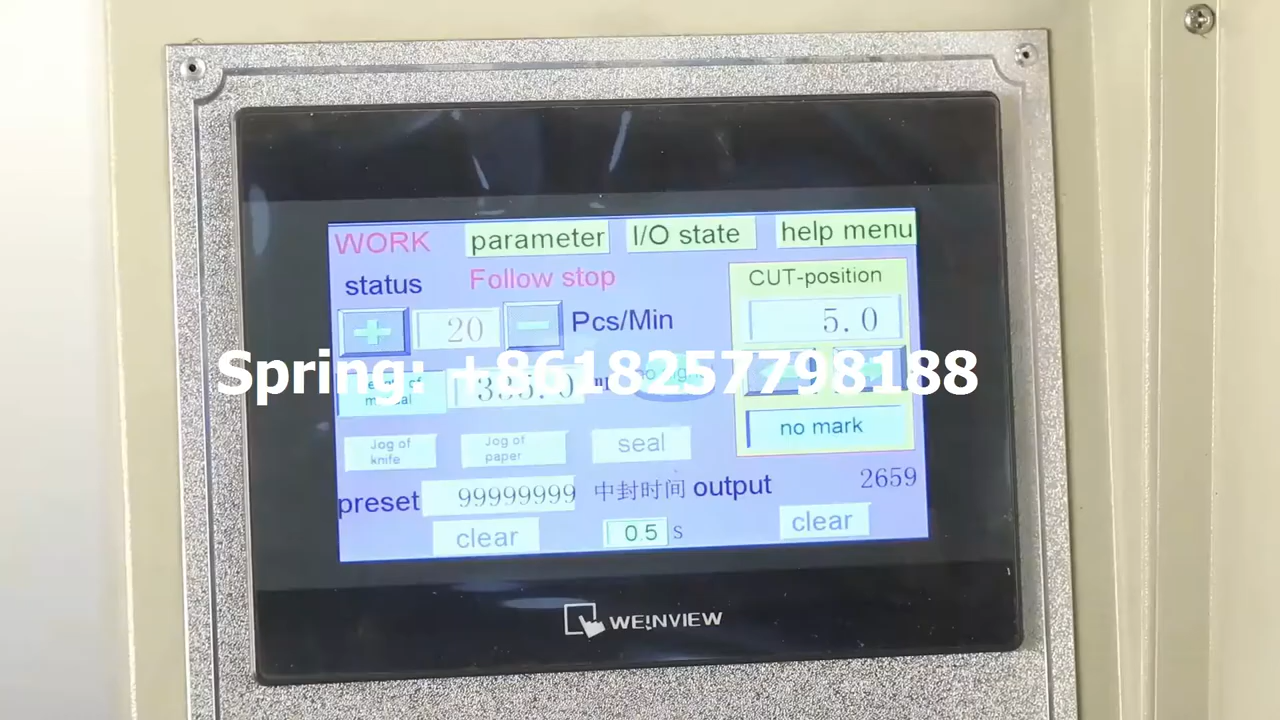 WORK parameter I/O state help menu
status Follow stop CUT-position
20 Pcs/Min 5.0
Spring: +8618257798188
333.0
no mark
Jog of knife Jog of paper seal
preset 99999999 中封时间 output 2659
clear 0.5 S clear
WEINVIEW